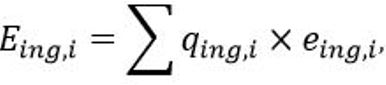 E_{ing,i} = ∑ q_{ing,i} × e_{ing,i},